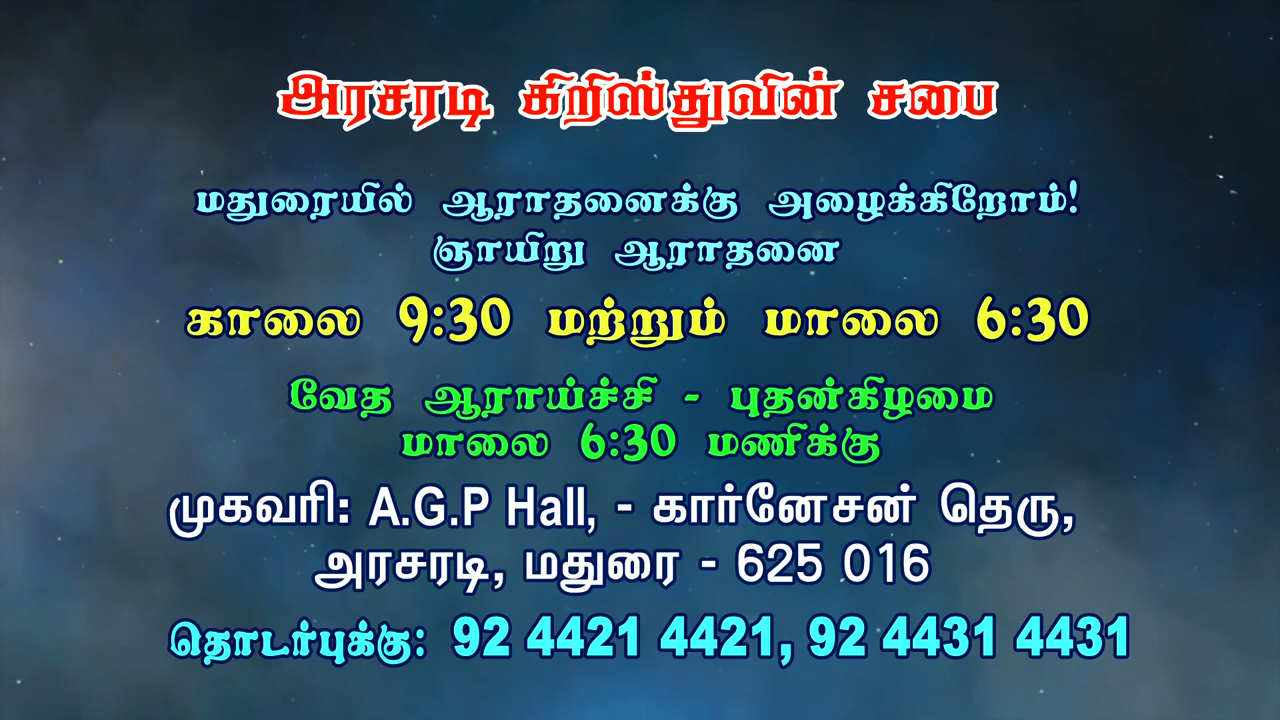 அரசரடி கிறிஸ்துவின் சபை
மதுரையில் ஆராதனைக்கு அழைக்கிறோம்!
ஞாயிறு ஆராதனை
காலை 9:30 மற்றும் மாலை 6:30
வேத ஆராய்ச்சி - புதன்கிழமை
மாலை 6:30 மணிக்கு
முகவரி: A.G.P Hall, - கார்னேசன் தெரு,
அரசரடி, மதுரை - 625 016
தொடர்புக்கு: 92 4421 4421, 92 4431 4431